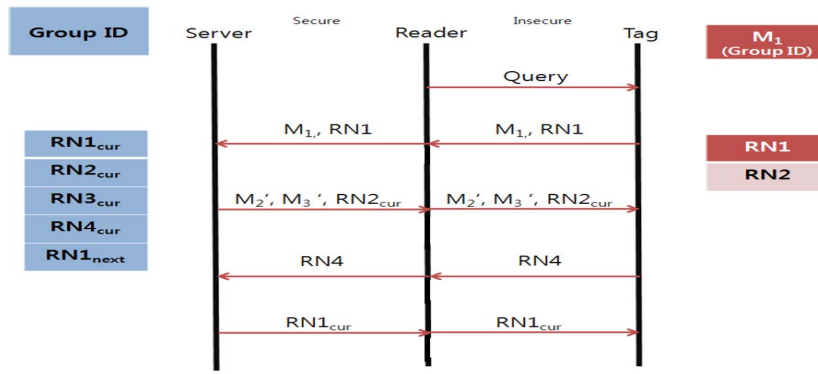 Group ID
Server
Secure
Reader
Insecure
Tag
M₁
(Group ID)
Query
M₁,, RN1
M₁,, RN1
RN1cur
RN2cur
RN3cur
RN4cur
RN1next
RN1
RN2
M₂’, M₃ ’, RN2cur
M₂’, M₃ ’, RN2cur
RN4
RN4
RN1cur
RN1cur